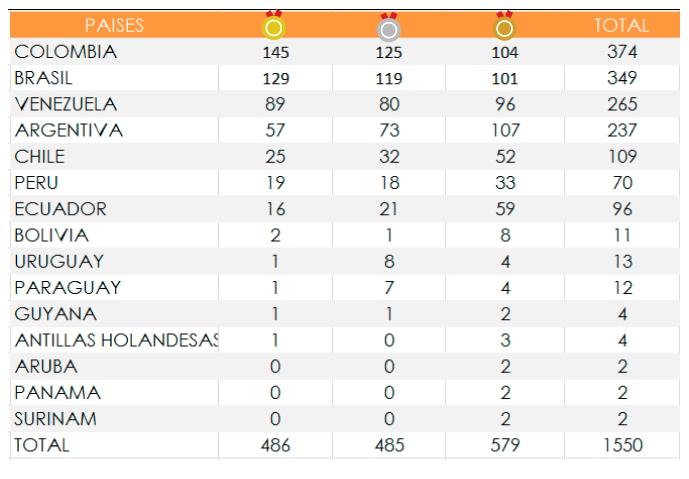 PAISES TOTAL
COLOMBIA 145 125 104 374
BRASIL 129 119 101 349
VENEZUELA 89 80 96 265
ARGENTIVA 57 73 107 237
CHILE 25 32 52 109
PERU 19 18 33 70
ECUADOR 16 21 59 96
BOLIVIA 2 1 8 11
URUGUAY 1 8 4 13
PARAGUAY 1 7 4 12
GUYANA 1 1 2 4
ANTILLAS HOLANDESAS 1 0 3 4
ARUBA 0 0 2 2
PANAMA 0 0 2 2
SURINAM 0 0 2 2
TOTAL 486 485 579 1550